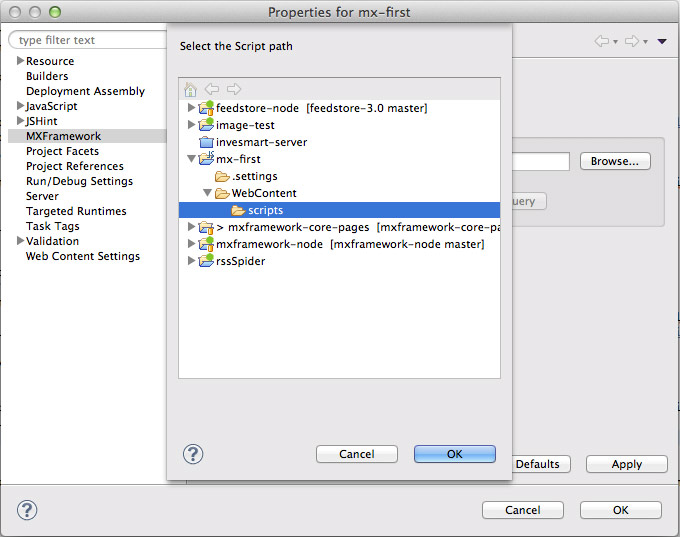 Properties for mx-first
type filter text
Resource
Builders
Deployment Assembly
JavaScript
JSHint
MXFramework
Project Facets
Project References
Run/Debug Settings
Server
Targeted Runtimes
Task Tags
Validation
Web Content Settings
Select the Script path
feedstore-node [feedstore-3.0 master]
image-test
invesmart-server
mx-first
.settings
WebContent
scripts
> mxframework-core-pages [mxframework-core-pa
mxframework-node [mxframework-node master]
rssSpider
Cancel
OK
Browse...
uery
Defaults
Apply
Cancel
OK